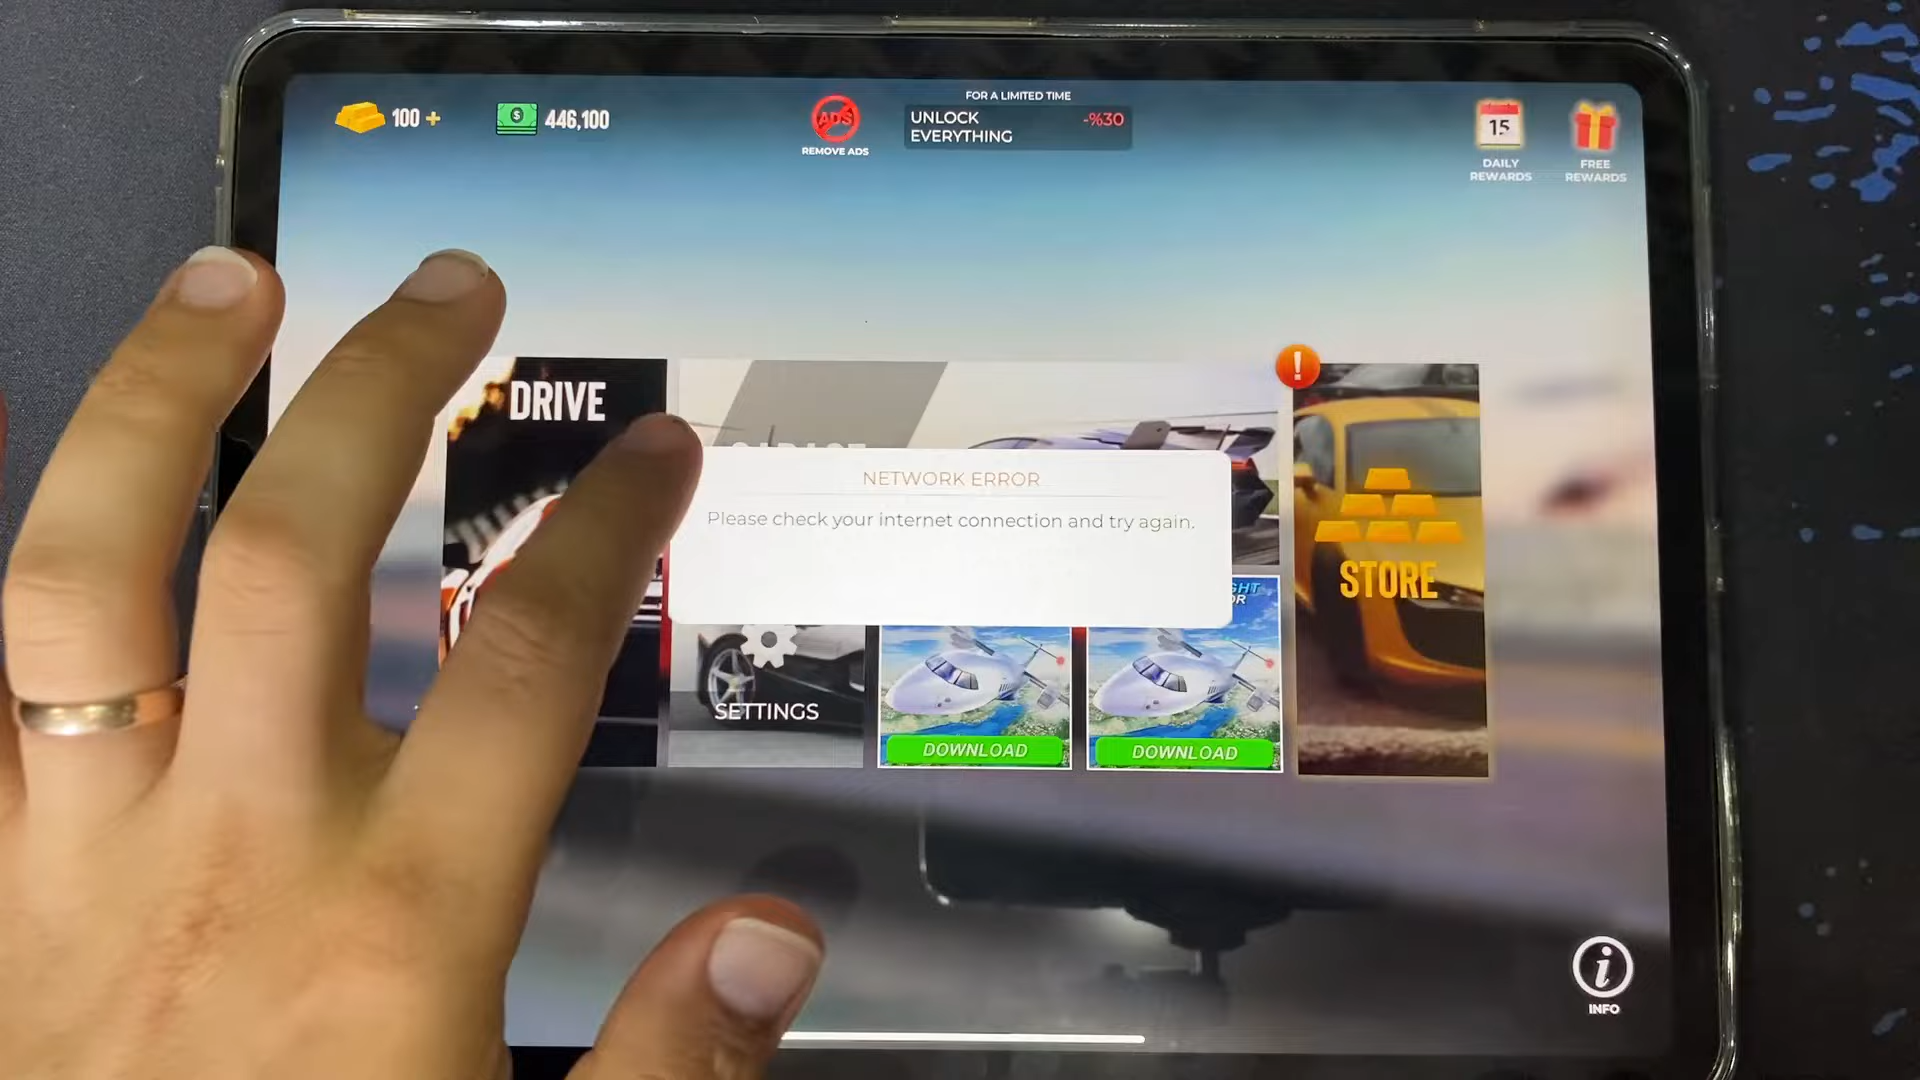 100 +
446,100
ADS
REMOVE ADS
FOR A LIMITED TIME
UNLOCK
EVERYTHING
-%30
15
DAILY
REWARDS
FREE
REWARDS
DRIVE
NETWORK ERROR
Please check your internet connection and try again.
STORE
SETTINGS
DOWNLOAD
DOWNLOAD
INFO